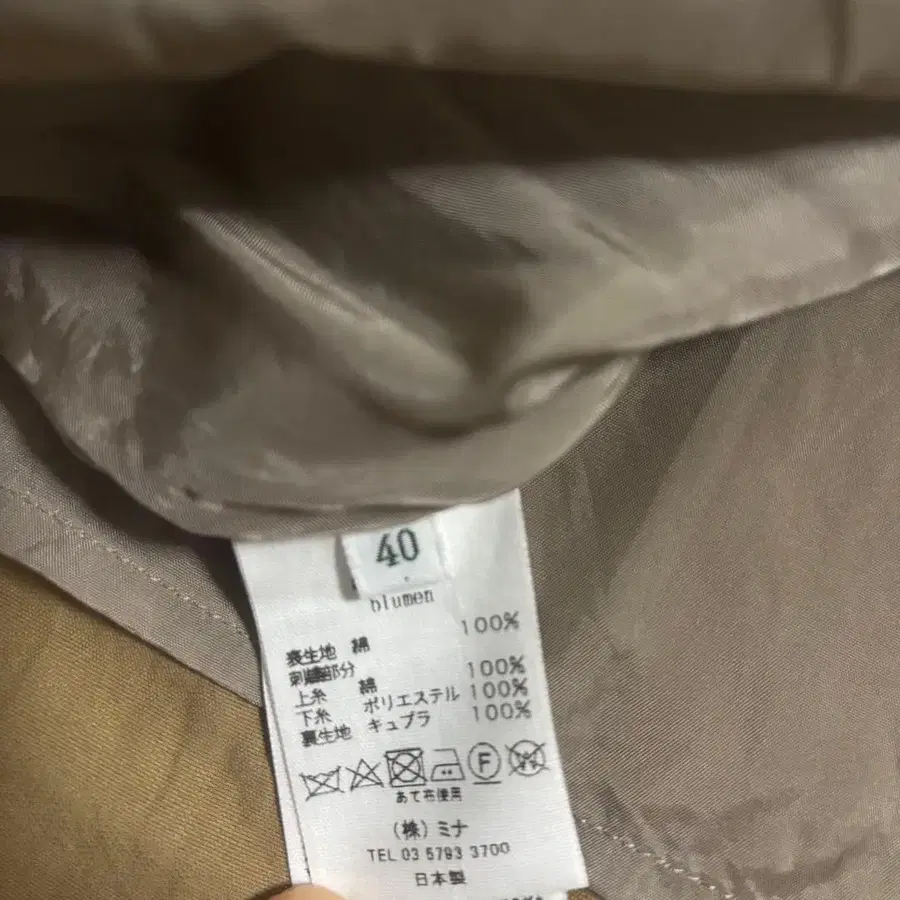 40
blumen
表生地 綿 100%
刺繍部分
上糸 綿 100%
下糸 ポリエステル 100%
裏生地 キュプラ 100%
F W
あて布使用
(株)ミナ
TEL 03 5793 3700
日本製